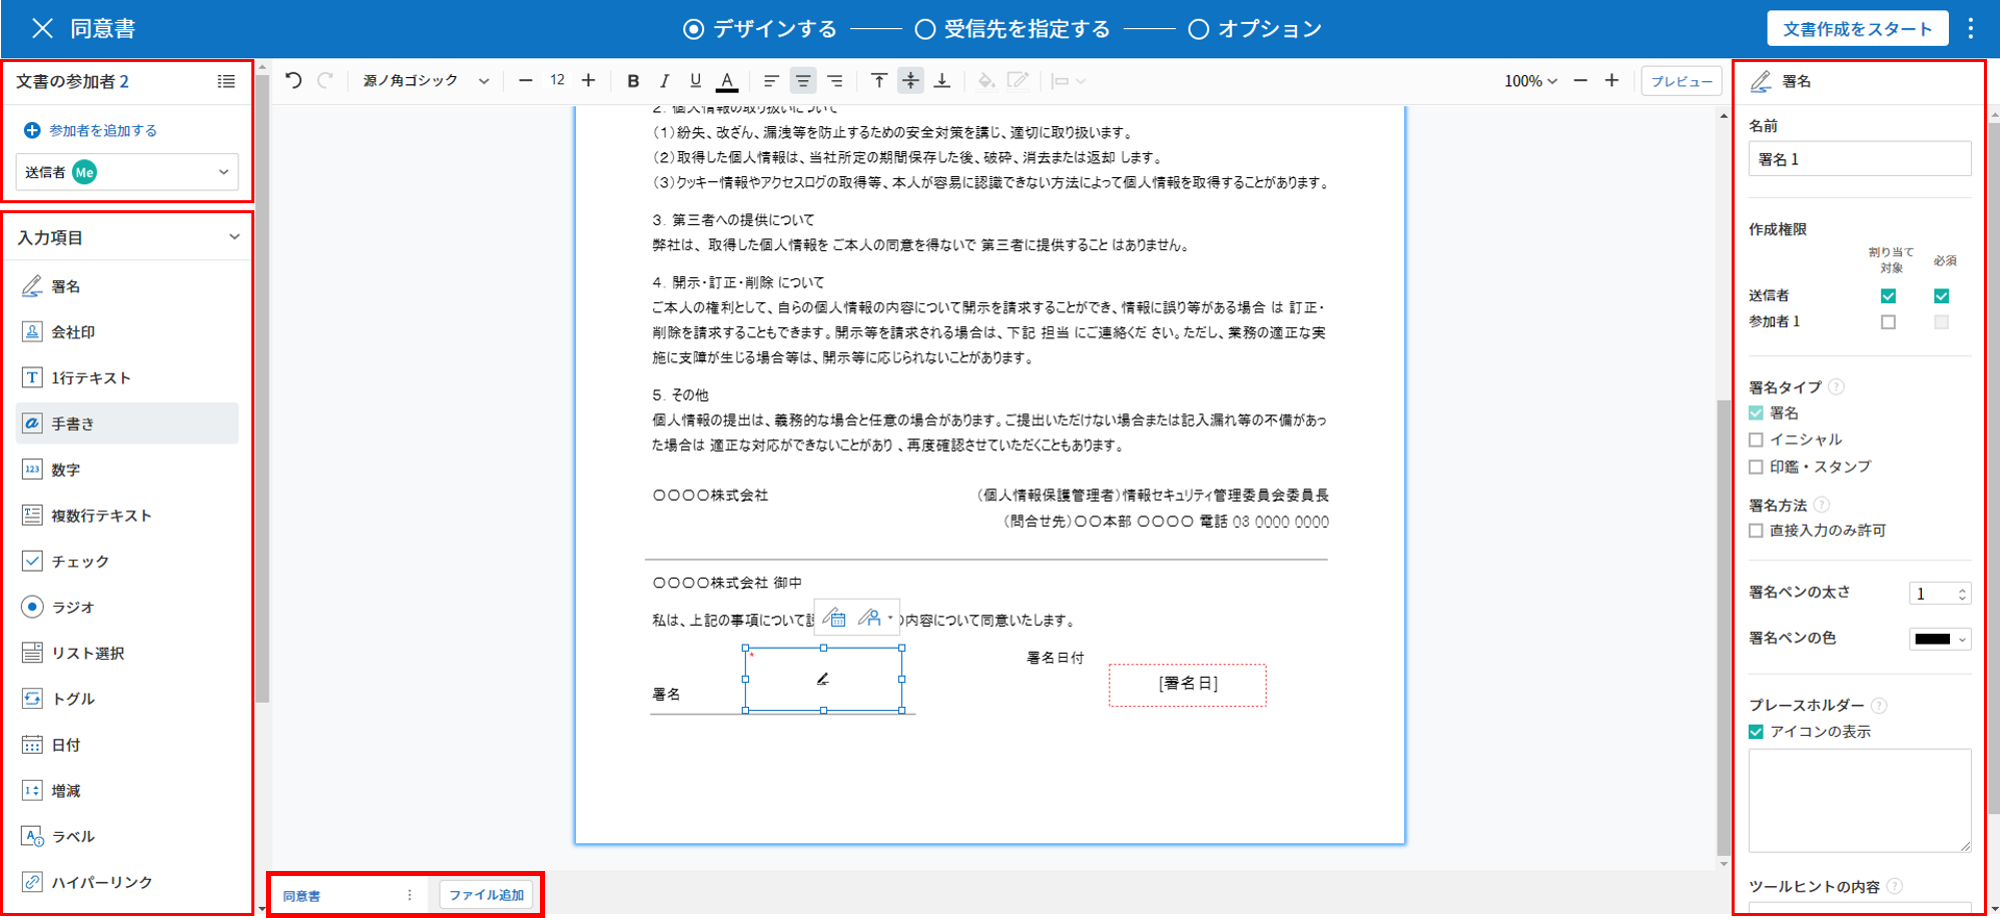 同意書
デザインする
受信先を指定する
オプション
文書作成をスタート
文書の参加者 2
参加者を追加する
送信者 Me
入力項目
署名
会社印
T 1行テキスト
a 手書き
123 数字
複数行テキスト
チェック
ラジオ
リスト選択
トグル
日付
1 増減
A ラベル
ハイパーリンク
源ノ角ゴシック
12
B I U A
100%
プレビュー
2. 個人情報の取り扱いについて
(1)紛失、改ざん、漏洩等を防止するための安全対策を講じ、適切に取り扱います。
(2)取得した個人情報は、当社所定の期間保存した後、破砕、消去または返却 します。
(3)クッキー情報やアクセスログの取得等、本人が容易に認識できない方法によって個人情報を取得することがあります。
3. 第三者への提供について
弊社は、 取得した個人情報を ご本人の同意を得ないで 第三者に提供すること はありません。
4. 開示・訂正・削除 について
ご本人の権利として、自らの個人情報の内容について開示を請求することができ、情報に誤り等がある場合 は 訂正・
削除を請求することもできます。開示等を請求される場合は、下記 担当 にご連絡くだ さい。ただし、業務の適正な実
施に支障が生じる場合等は、開示等に応じられないことがあります。
5. その他
個人情報の提出は、義務的な場合と任意の場合があります。ご提出いただけない場合または記入漏れ等の不備があっ
た場合は 適正な対応ができないことがあり 、再度確認させていただくこともあります。
〇〇〇〇株式会社
(個人情報保護管理者)情報セキュリティ管理委員会委員長
(問合せ先)〇〇本部 〇〇〇〇 電話 03 0000 0000
〇〇〇〇株式会社 御中
私は、上記の事項について
の内容について同意いたします。
署名日付
*
[署名日]
署名
同意書
ファイル追加
署名
名前
署名 1
作成権限
割り当て
対象
必須
送信者
参加者 1
署名タイプ ?
署名
イニシャル
印鑑・スタンプ
署名方法 ?
直接入力のみ許可
署名ペンの太さ 1
署名ペンの色
プレースホルダー ?
アイコンの表示
ツールヒントの内容 ?